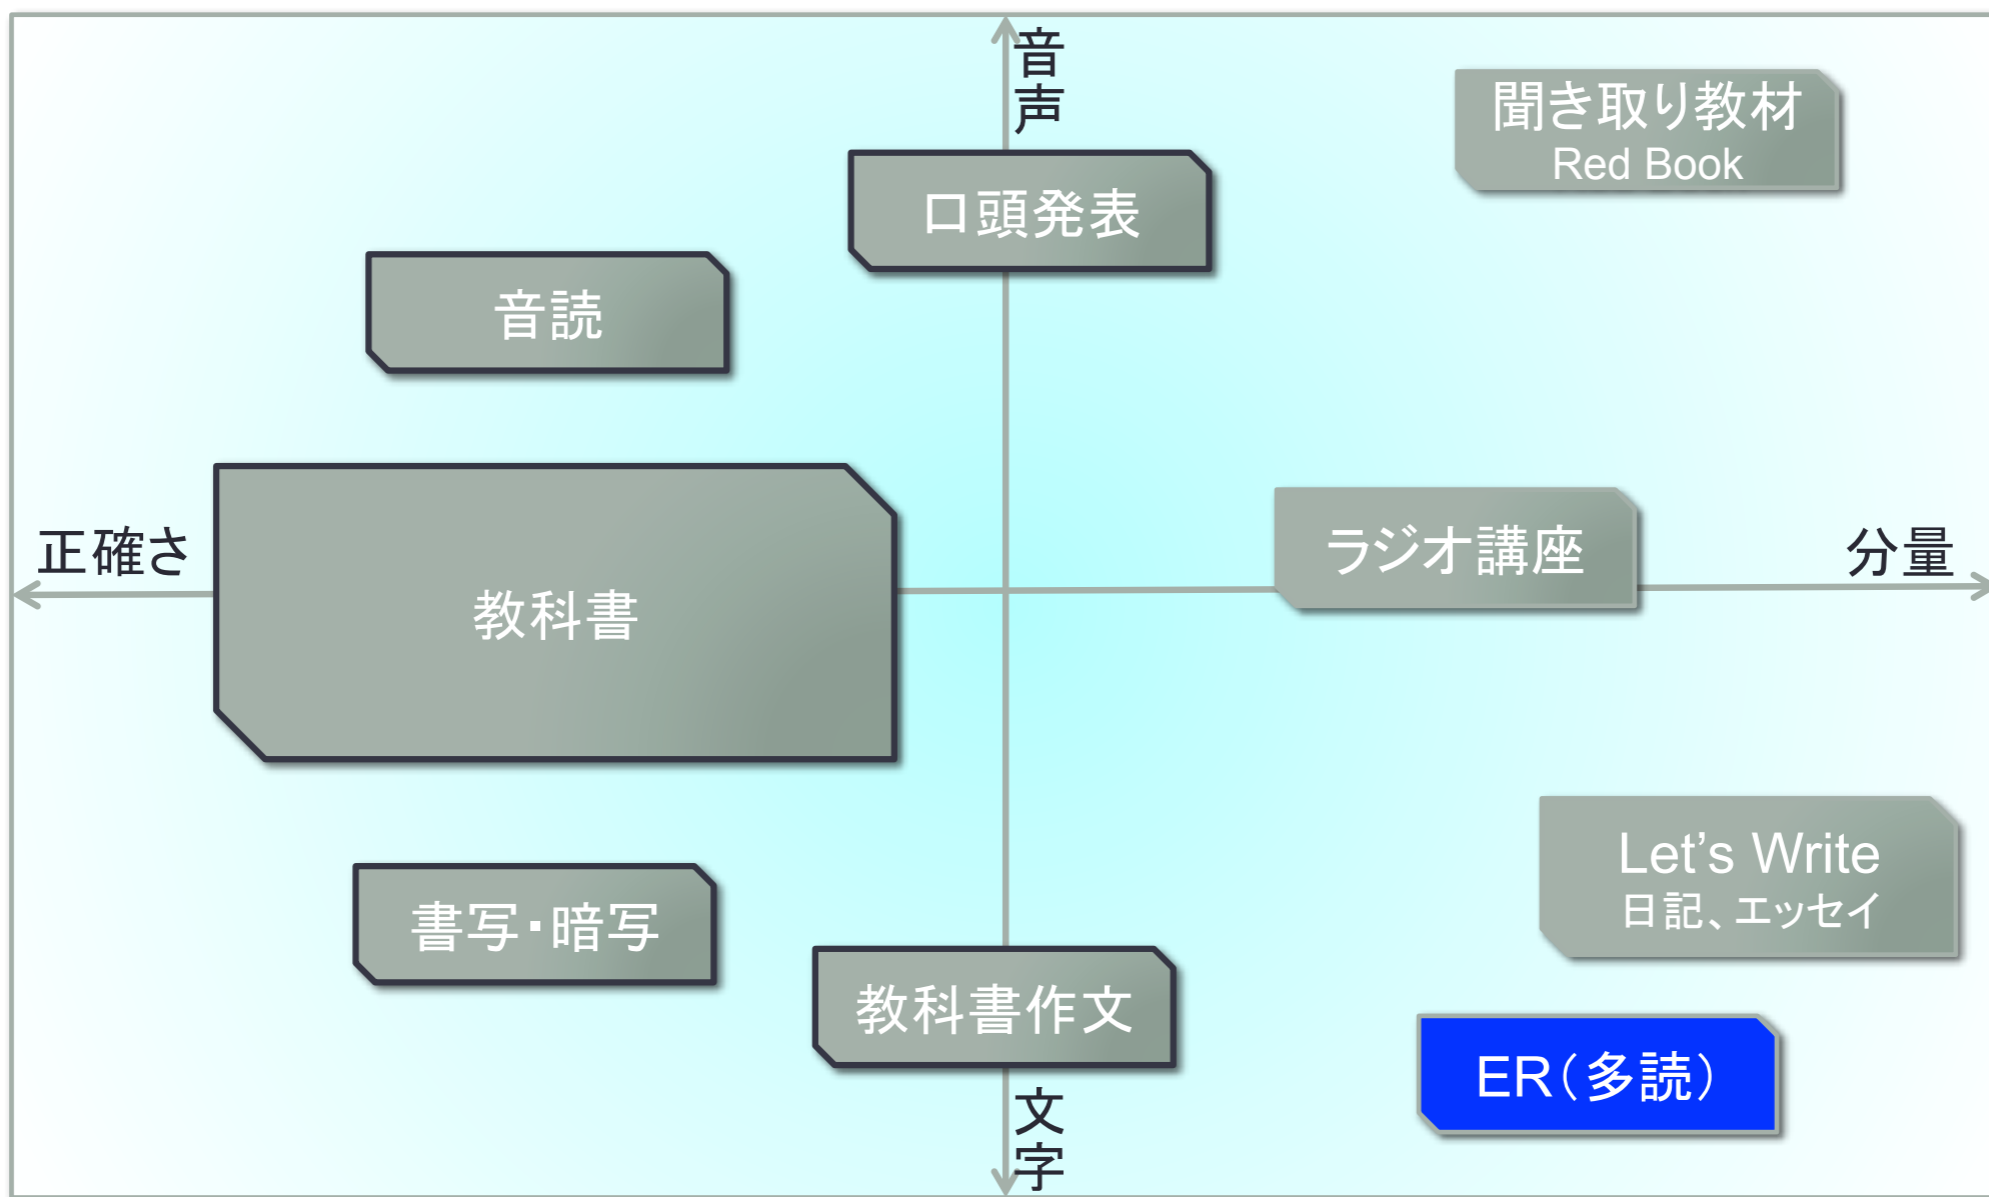 音声
聞き取り教材
Red Book
口頭発表
音読
正確さ
教科書
ラジオ講座
分量
Let’s Write
日記、エッセイ
書写・暗写
教科書作文
ER（多読）
文字